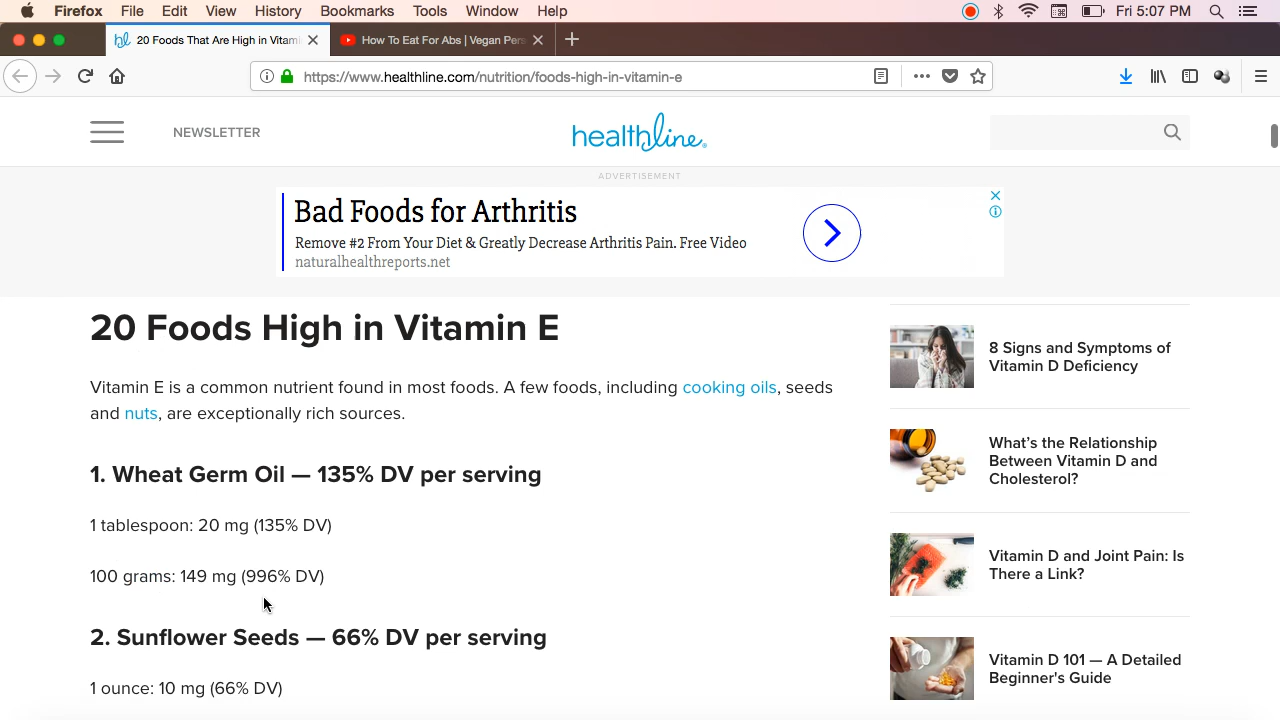 Firefox File Edit View History Bookmarks Tools Window Help Fri 5:07 PM
20 Foods That Are High in Vitami
How To Eat For Abs | Vegan Pers
https://www.healthline.com/nutrition/foods-high-in-vitamin-e
NEWSLETTER
healthline
ADVERTISEMENT
Bad Foods for Arthritis
Remove #2 From Your Diet & Greatly Decrease Arthritis Pain. Free Video
naturalhealthreports.net
20 Foods High in Vitamin E
Vitamin E is a common nutrient found in most foods. A few foods, including cooking oils, seeds
and nuts, are exceptionally rich sources.
1. Wheat Germ Oil — 135% DV per serving
1 tablespoon: 20 mg (135% DV)
100 grams: 149 mg (996% DV)
2. Sunflower Seeds — 66% DV per serving
1 ounce: 10 mg (66% DV)
8 Signs and Symptoms of
Vitamin D Deficiency
What's the Relationship
Between Vitamin D and
Cholesterol?
Vitamin D and Joint Pain: Is
There a Link?
Vitamin D 101 — A Detailed
Beginner's Guide